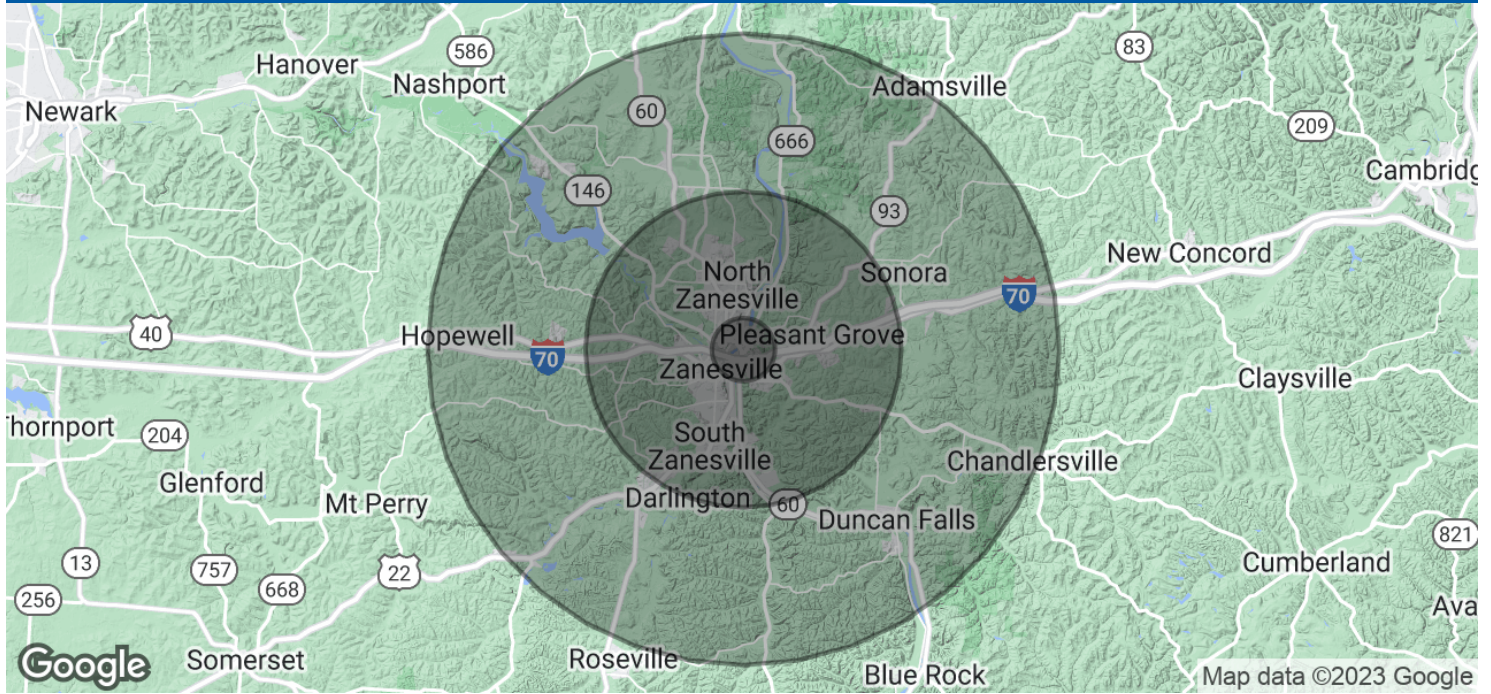 83
586
Hanover
Nashport
Adamsville
Newark
60
209
666
Cambridg
146
93
New Concord
North
Zanesville
Sonora
70
40
Hopewell
Pleasant Grove
70
Zanesville
Claysville
Thornport
204
South
Zanesville
Chandlersville
Glenford
Mt Perry
Darlington
60
Duncan Falls
821
13
757
22
Cumberland
668
256
Ava
Google
Somerset
Roseville
Blue Rock
Map data ©2023 Google